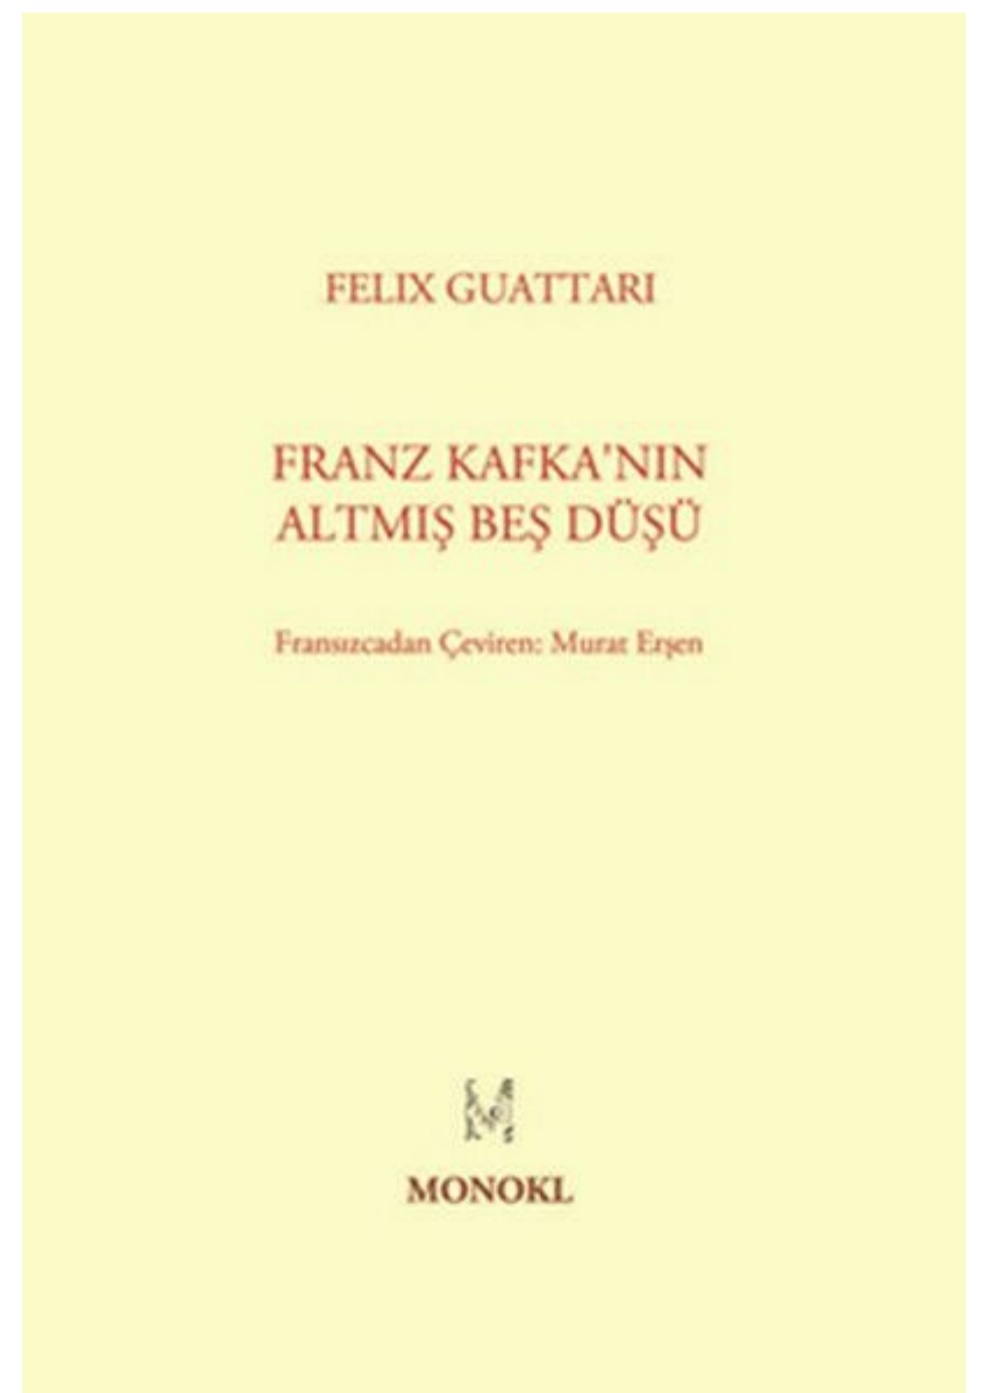 FELIX GUATTARI
FRANZ KAFKA'NIN
ALTMIŞ BEŞ DÜŞÜ
Fransızcadan Çeviren: Murat Erşen
M
MONOKL